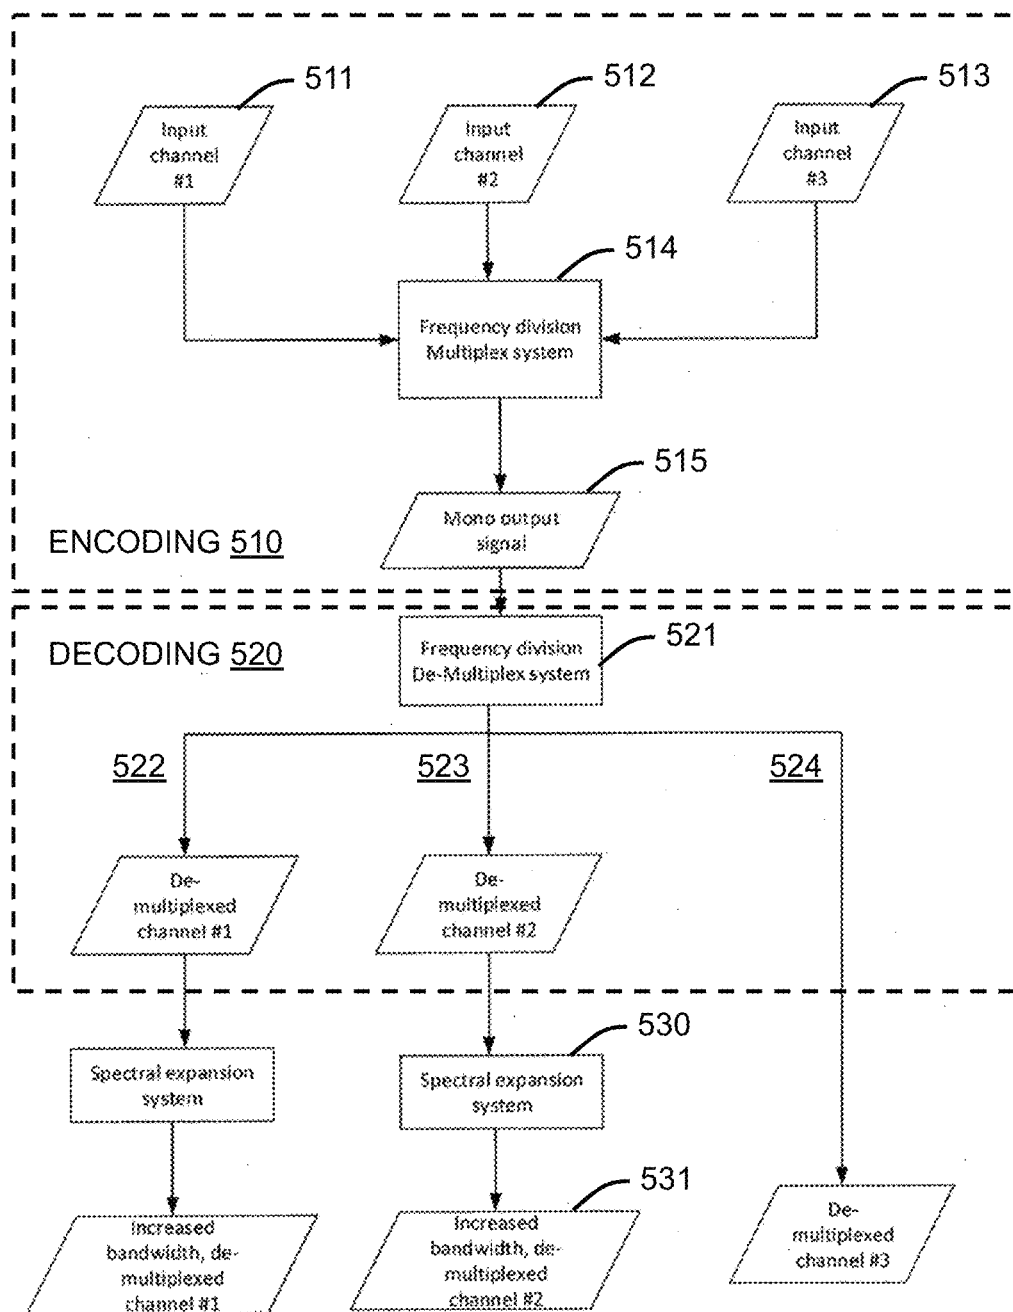 511
512
513
Input
channel
#1
Input
channel
#2
Input
channel
#3
514
Frequency division
Multiplex system
515
Mono output
signal
ENCODING 510
DECODING 520
Frequency division
De-Multiplex system
521
522
523
524
De-
multiplexed
channel #1
De-
multiplexed
channel #2
530
Spectral expansion
system
Spectral expansion
system
531
Increased
bandwidth, de-
multiplexed
channel #1
Increased
bandwidth, de-
multiplexed
channel #2
De-
multiplexed
channel #3